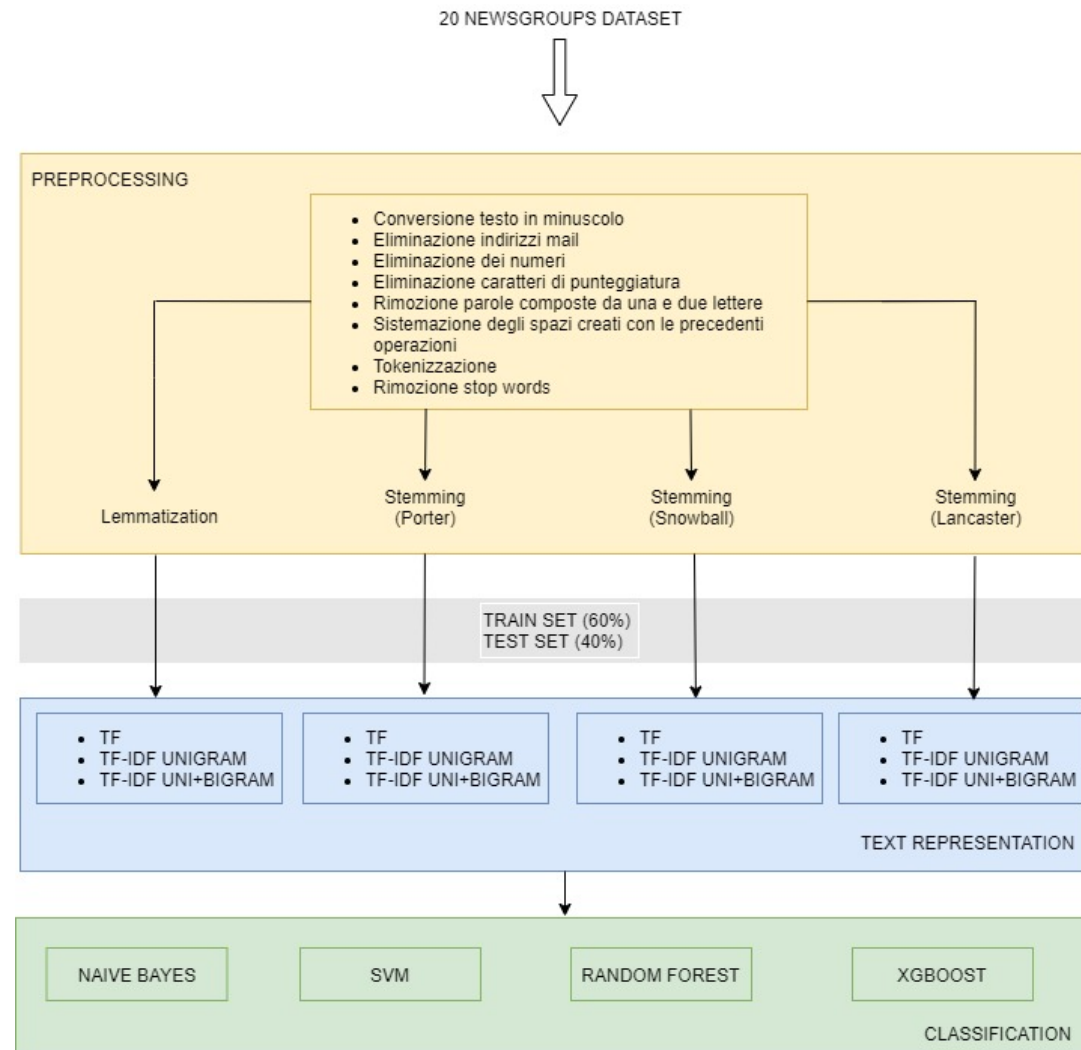 20 NEWSGROUPS DATASET
PREPROCESSING
• Conversione testo in minuscolo
• Eliminazione indirizzi mail
• Eliminazione dei numeri
• Eliminazione caratteri di punteggiatura
• Rimozione parole composte da una e due lettere
• Sistemazione degli spazi creati con le precedenti
operazioni
• Tokenizzazione
• Rimozione stop words
Lemmatization
Stemming
(Porter)
Stemming
(Snowball)
Stemming
(Lancaster)
TRAIN SET (60%)
TEST SET (40%)
• TF
• TF-IDF UNIGRAM
• TF-IDF UNI+BIGRAM
• TF
• TF-IDF UNIGRAM
• TF-IDF UNI+BIGRAM
• TF
• TF-IDF UNIGRAM
• TF-IDF UNI+BIGRAM
• TF
• TF-IDF UNIGRAM
• TF-IDF UNI+BIGRAM
TEXT REPRESENTATION
NAIVE BAYES
SVM
RANDOM FOREST
XGBOOST
CLASSIFICATION